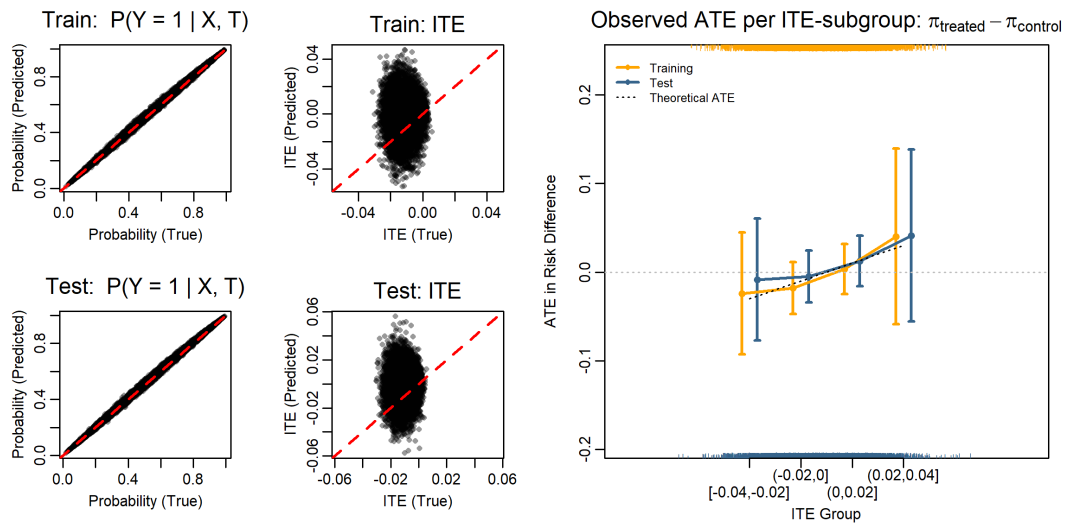 Train:  P(Y = 1 | X, T)
Probability (Predicted)
0.0 0.4 0.8
0.0 0.4 0.8
Probability (True)
Train: ITE
ITE (Predicted)
-0.04 0.00 0.04
-0.04 0.00 0.04
ITE (True)
Test:  P(Y = 1 | X, T)
Probability (Predicted)
0.0 0.4 0.8
0.0 0.4 0.8
Probability (True)
Test: ITE
ITE (Predicted)
-0.06 -0.02 0.02 0.06
-0.06 -0.02 0.02 0.06
ITE (True)
Observed ATE per ITE-subgroup: πtreated − πcontrol
Training
Test
Theoretical ATE
ATE in Risk Difference
-0.2 -0.1 0.0 0.1 0.2
(-0.02,0] (0.02,0.04]
[-0.04,-0.02] (0,0.02]
ITE Group